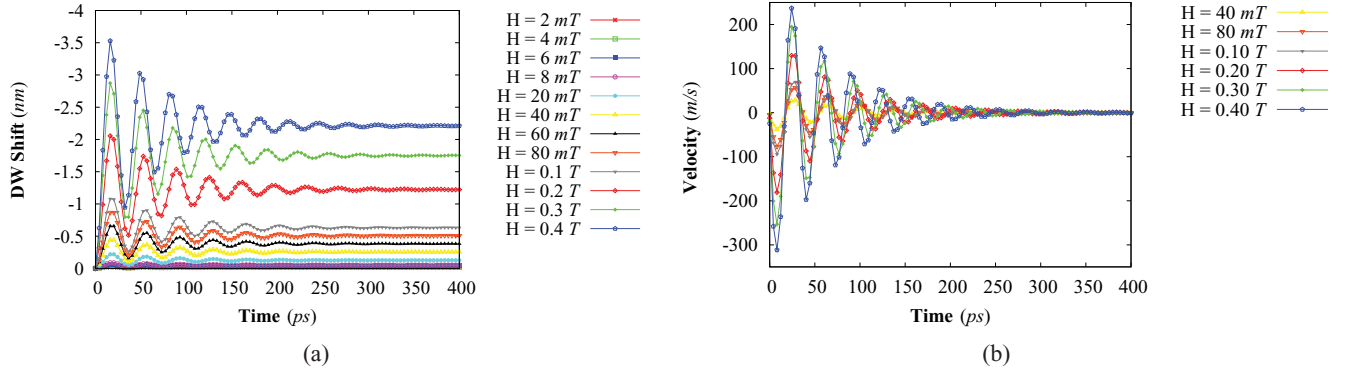 -4
-3.5
-3
-2.5
-2
-1.5
-1
-0.5
0
DW Shift (nm)
0 50 100 150 200 250 300 350 400
Time (ps)
H = 2 mT
H = 4 mT
H = 6 mT
H = 8 mT
H = 20 mT
H = 40 mT
H = 60 mT
H = 80 mT
H = 0.1 T
H = 0.2 T
H = 0.3 T
H = 0.4 T
(a)
200
100
0
-100
-200
-300
Velocity (m/s)
0 50 100 150 200 250 300 350 400
Time (ps)
H = 40 mT
H = 80 mT
H = 0.10 T
H = 0.20 T
H = 0.30 T
H = 0.40 T
(b)